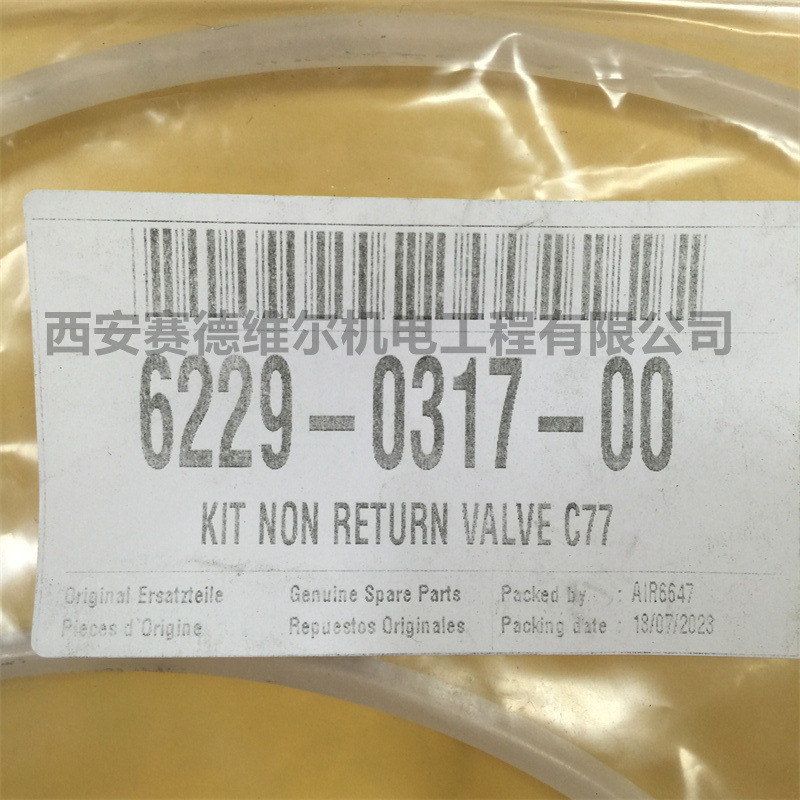 西安赛德维尔机电工程有限公司
6229-0317-00
KIT NON RETURN VALVE C77
Original Ersatzteile Genuine Spare Parts Packed by : AIR6647
Pieces d'Origine Repuestos Originales Packing date : 13/07/2023